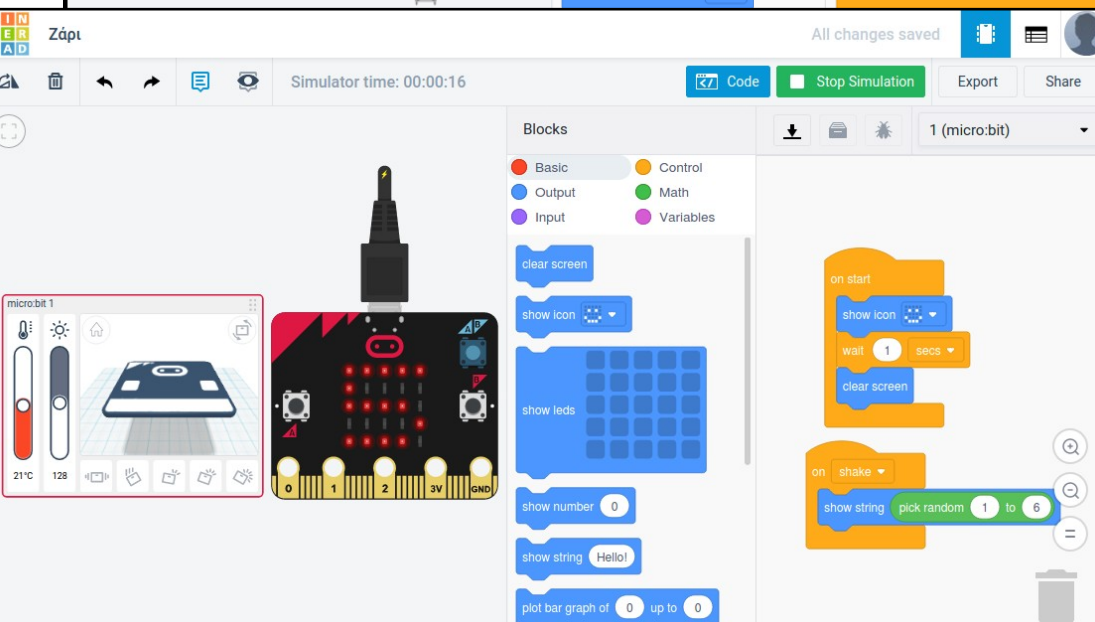 IN
ER
AD
Ζάρι
All changes saved
Simulator time: 00:00:16
Code
Stop Simulation
Export
Share
Blocks
1 (micro:bit)
Basic
Control
Output
Math
Input
Variables
clear screen
show icon
show leds
show number 0
show string Hello!
plot bar graph of 0 up to 0
on start
show icon
wait 1 secs
clear screen
on shake
show string pick random 1 to 6
micro:bit 1
21°C
128
A B
B
A
0 1 2 3V GND